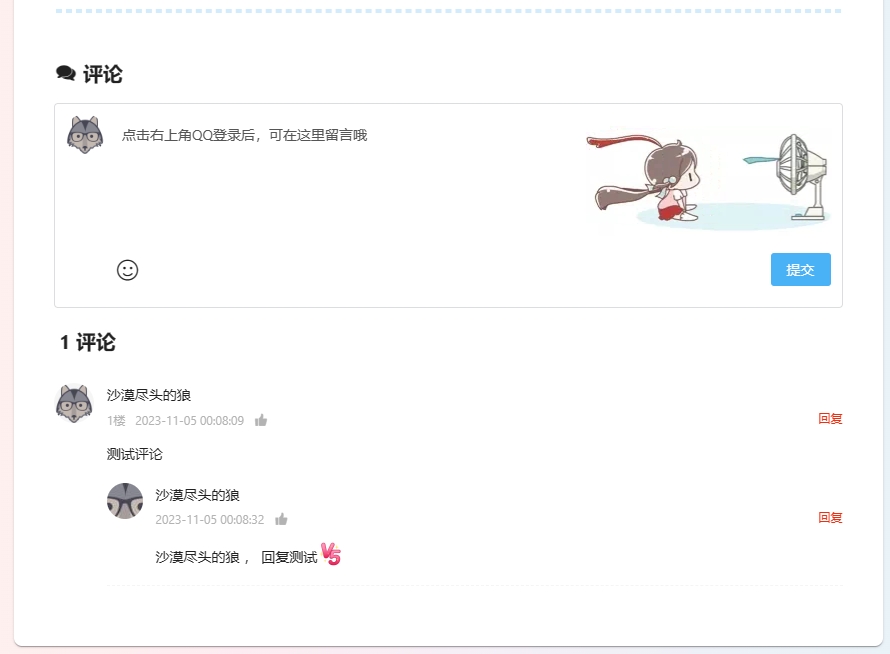 评论
点击右上角QQ登录后，可在这里留言哦
提交
1 评论
沙漠尽头的狼
1楼 2023-11-05 00:08:09
回复
测试评论
沙漠尽头的狼
2023-11-05 00:08:32
回复
沙漠尽头的狼 ， 回复测试 V5